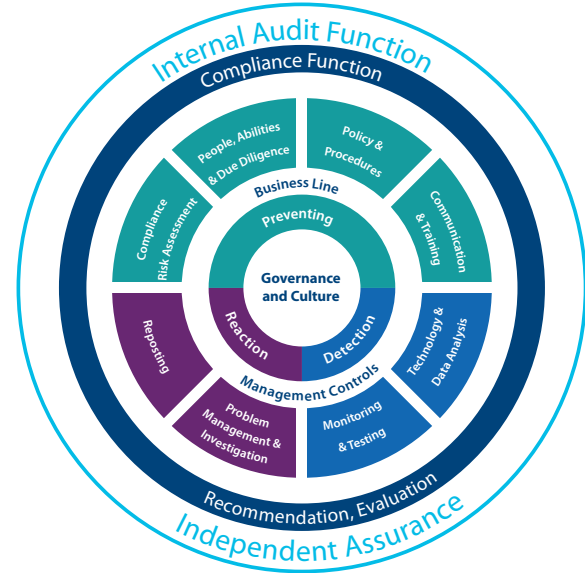 Internal Audit Function
Compliance Function
People, Abilities
& Due Diligence
Policy &
Procedures
Compliance
Risk Assessment
Communication
& Training
Business Line
Preventing
Governance
and Culture
Reaction
Detection
Management Controls
Reposting
Technology &
Data Analysis
Problem
Management &
Investigation
Monitoring
& Testing
Recommendation, Evaluation
Independent Assurance